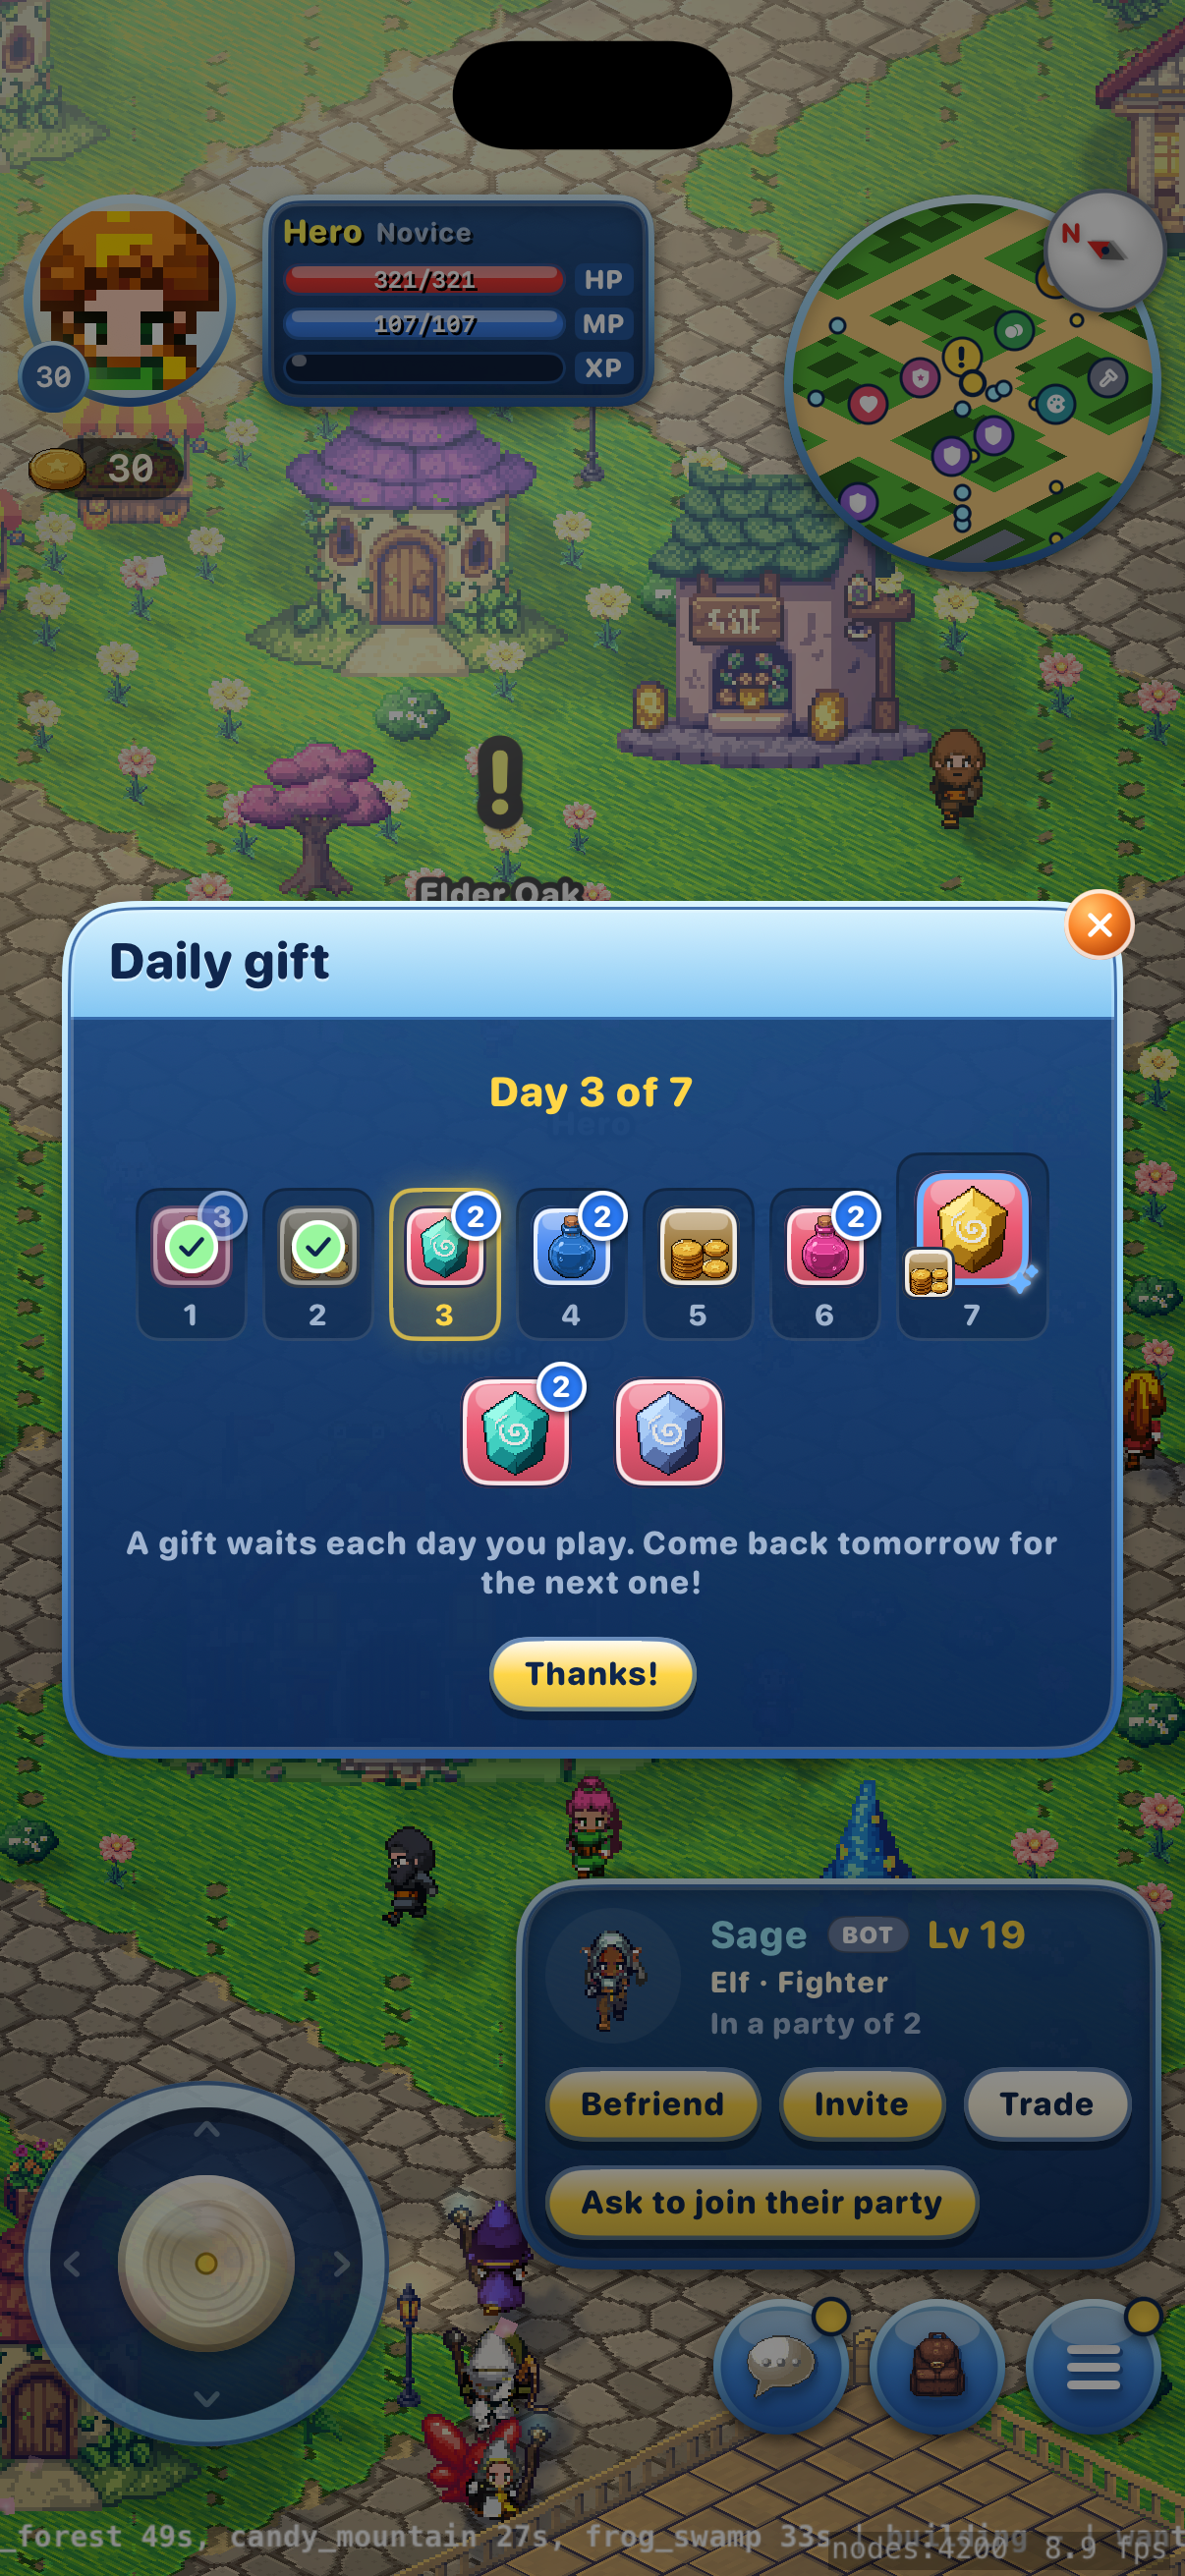 Hero Novice
321/321 HP
107/107 MP
XP
30
N
30
Elder Oak
Daily gift
Day 3 of 7
3
2
2
2
1
2
3
4
5
6
7
2
A gift waits each day you play. Come back tomorrow for
the next one!
Thanks!
Sage BOT Lv 19
Elf · Fighter
In a party of 2
Befriend
Invite
Trade
Ask to join their party
forest 49s, candy_mountain 27s, frog_swamp 33s
nodes:4200 8.9 fps